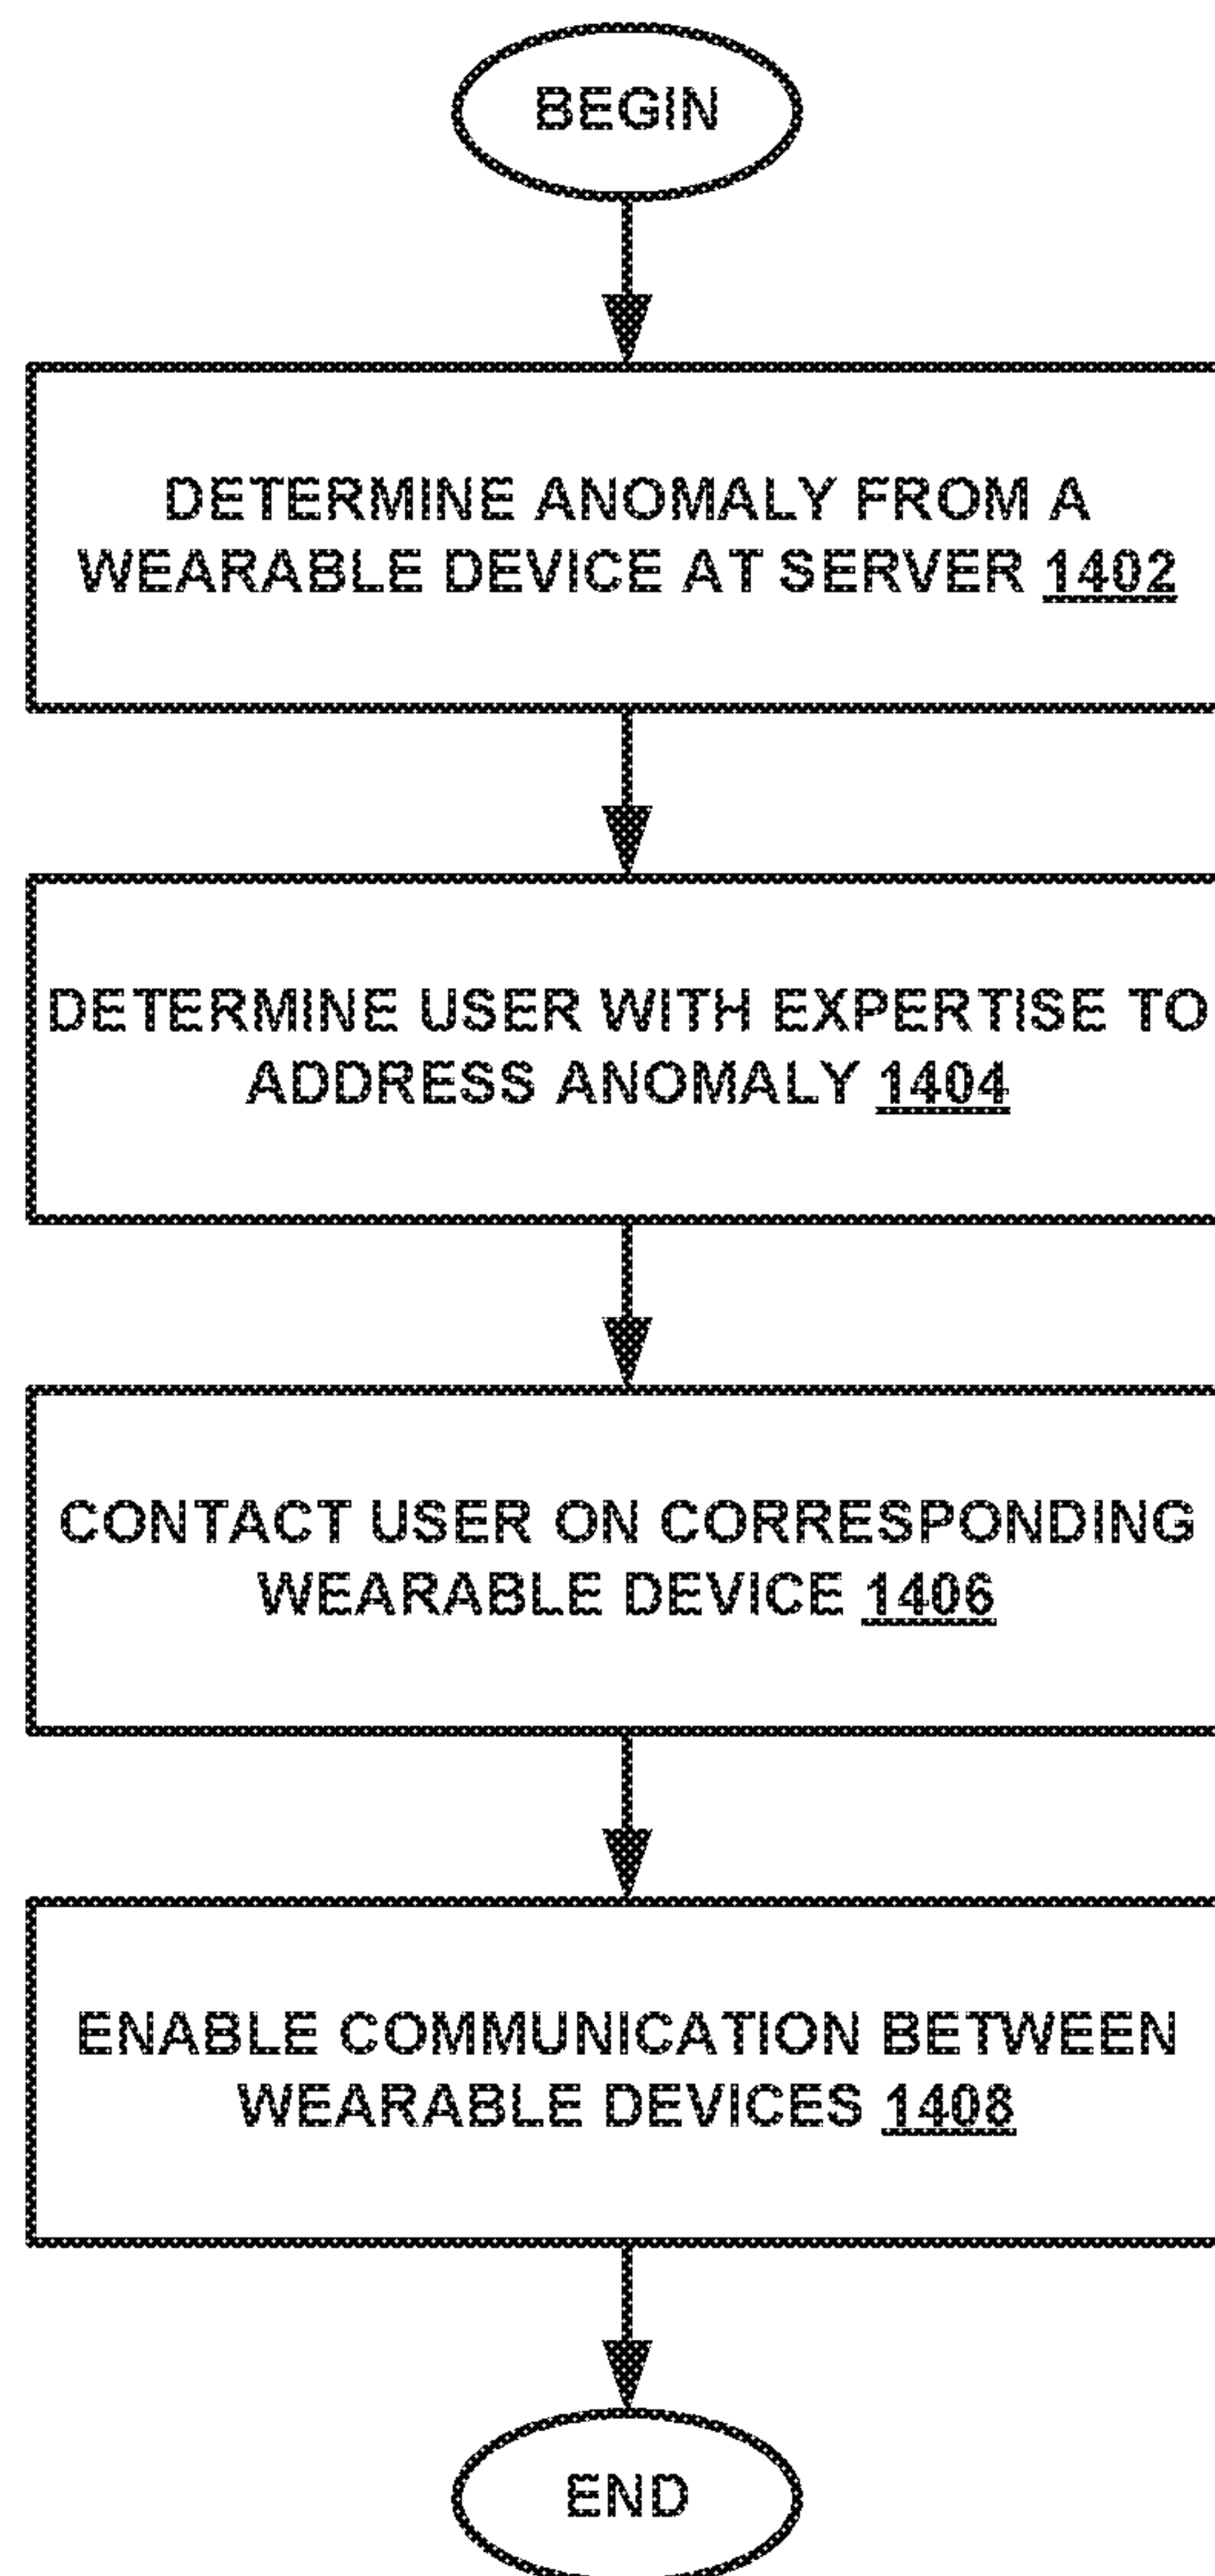 BEGIN
DETERMINE ANOMALY FROM A
WEARABLE DEVICE AT SERVER 1402
DETERMINE USER WITH EXPERTISE TO
ADDRESS ANOMALY 1404
CONTACT USER ON CORRESPONDING
WEARABLE DEVICE 1406
ENABLE COMMUNICATION BETWEEN
WEARABLE DEVICES 1408
END